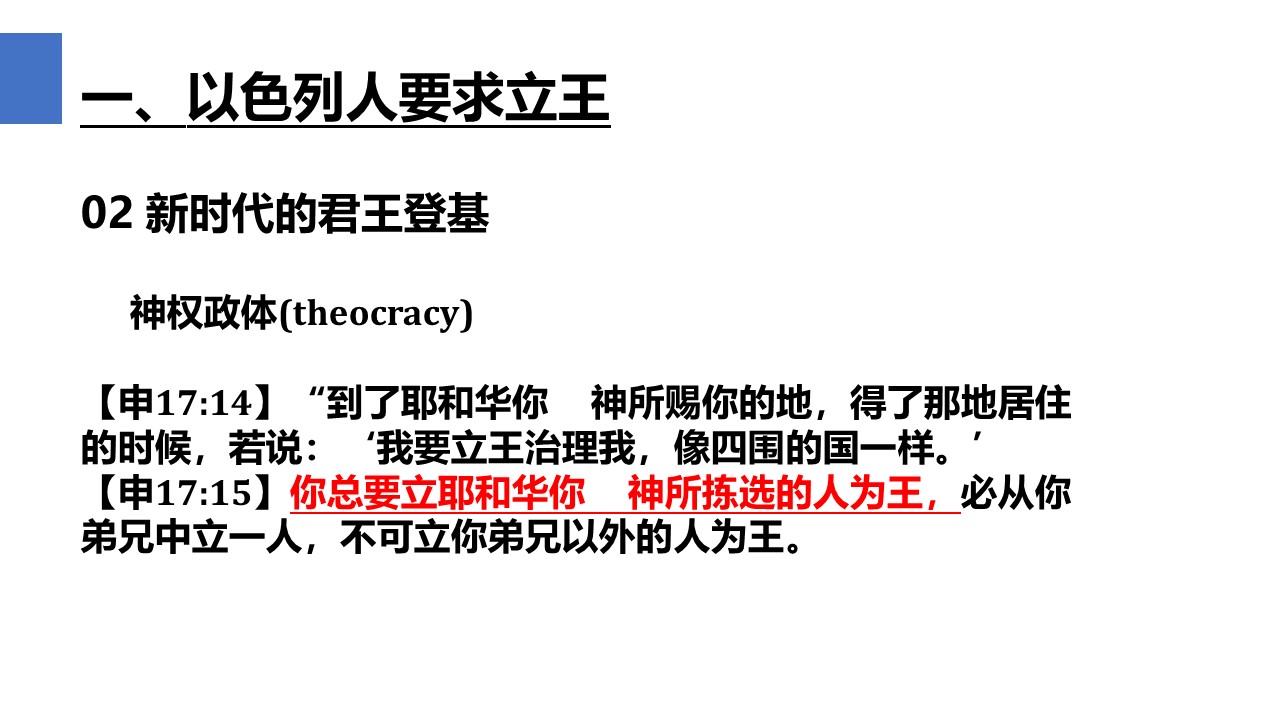 一、以色列人要求立王
02 新时代的君王登基
神权政体(theocracy)
【申17:14】“到了耶和华你　神所赐你的地，得了那地居住
的时候，若说：‘我要立王治理我，像四围的国一样。’
【申17:15】你总要立耶和华你　神所拣选的人为王，必从你
弟兄中立一人，不可立你弟兄以外的人为王。